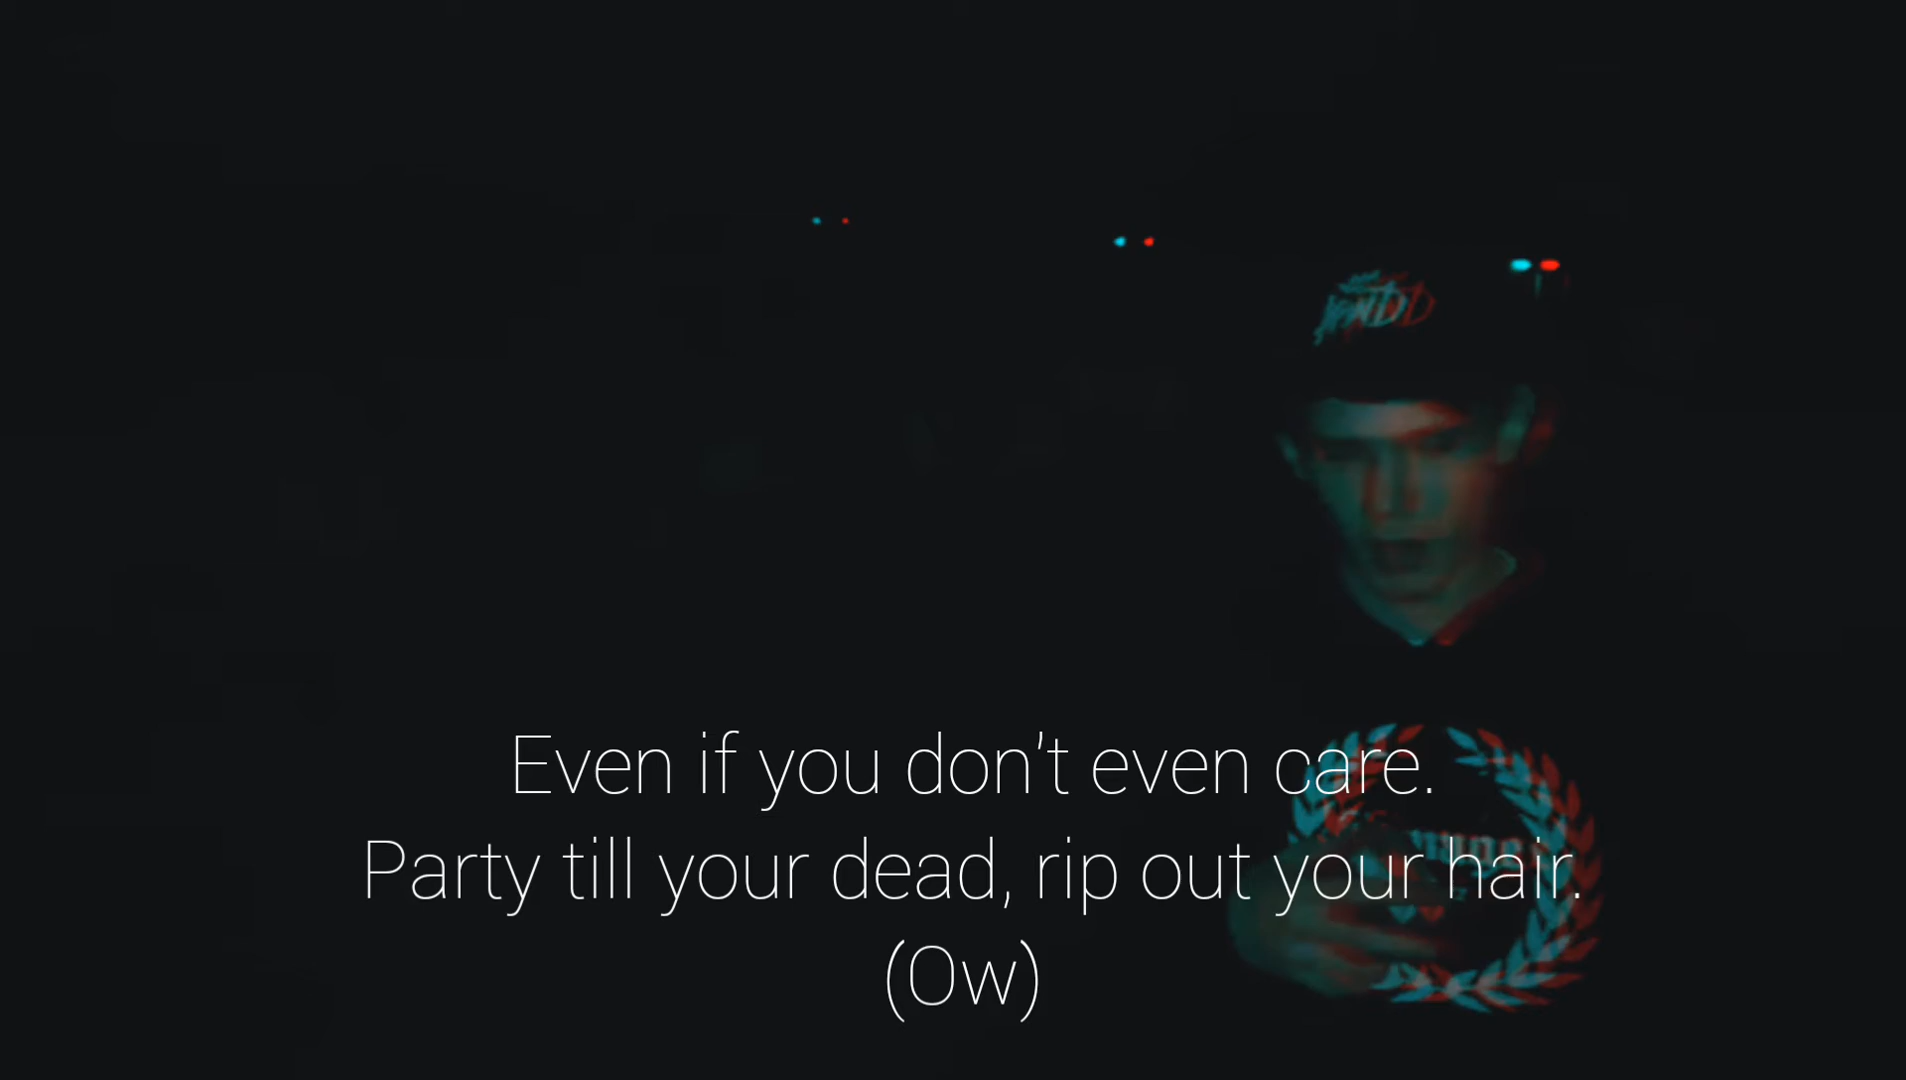 Even if you don't even care.
Party till your dead, rip out your hair.
(Ow)